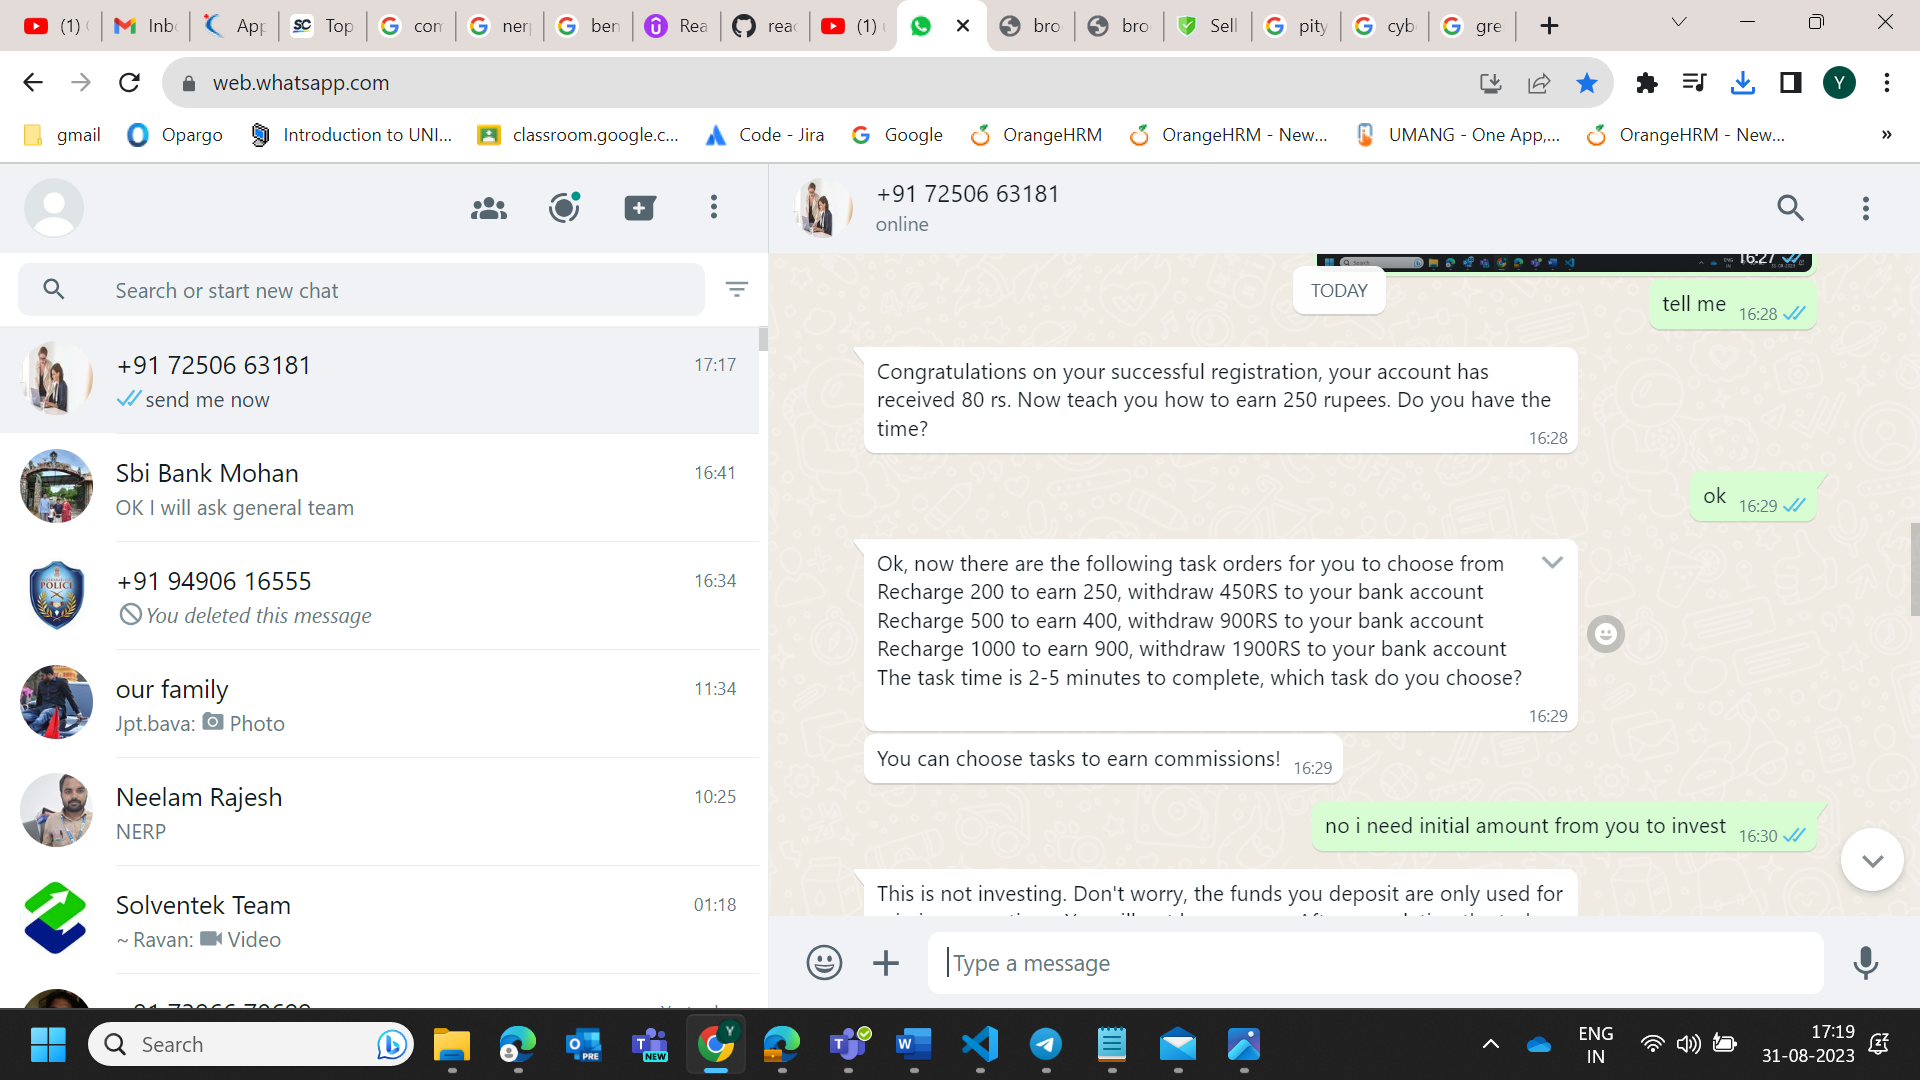 (1)
Inb
App
Top
com
nerp
ben
Rea
reac
(1) u
bro
bro
Sell
pity
cyb
gre
web.whatsapp.com
Y
gmail
Opargo
Introduction to UNI...
classroom.google.c...
Code - Jira
Google
OrangeHRM
OrangeHRM - New...
UMANG - One App,...
OrangeHRM - New...
»
+91 72506 63181
online
Search or start new chat
+91 72506 63181
17:17
send me now
Sbi Bank Mohan
16:41
OK I will ask general team
+91 94906 16555
16:34
You deleted this message
our family
11:34
Jpt.bava: Photo
Neelam Rajesh
10:25
NERP
Solventek Team
01:18
~ Ravan: Video
16:27
TODAY
tell me 16:28
Congratulations on your successful registration, your account has
received 80 rs. Now teach you how to earn 250 rupees. Do you have the
time?
16:28
ok 16:29
Ok, now there are the following task orders for you to choose from
Recharge 200 to earn 250, withdraw 450RS to your bank account
Recharge 500 to earn 400, withdraw 900RS to your bank account
Recharge 1000 to earn 900, withdraw 1900RS to your bank account
The task time is 2-5 minutes to complete, which task do you choose?
16:29
You can choose tasks to earn commissions! 16:29
no i need initial amount from you to invest 16:30
This is not investing. Don't worry, the funds you deposit are only used for
Type a message
Search
ENG
IN
17:19
31-08-2023